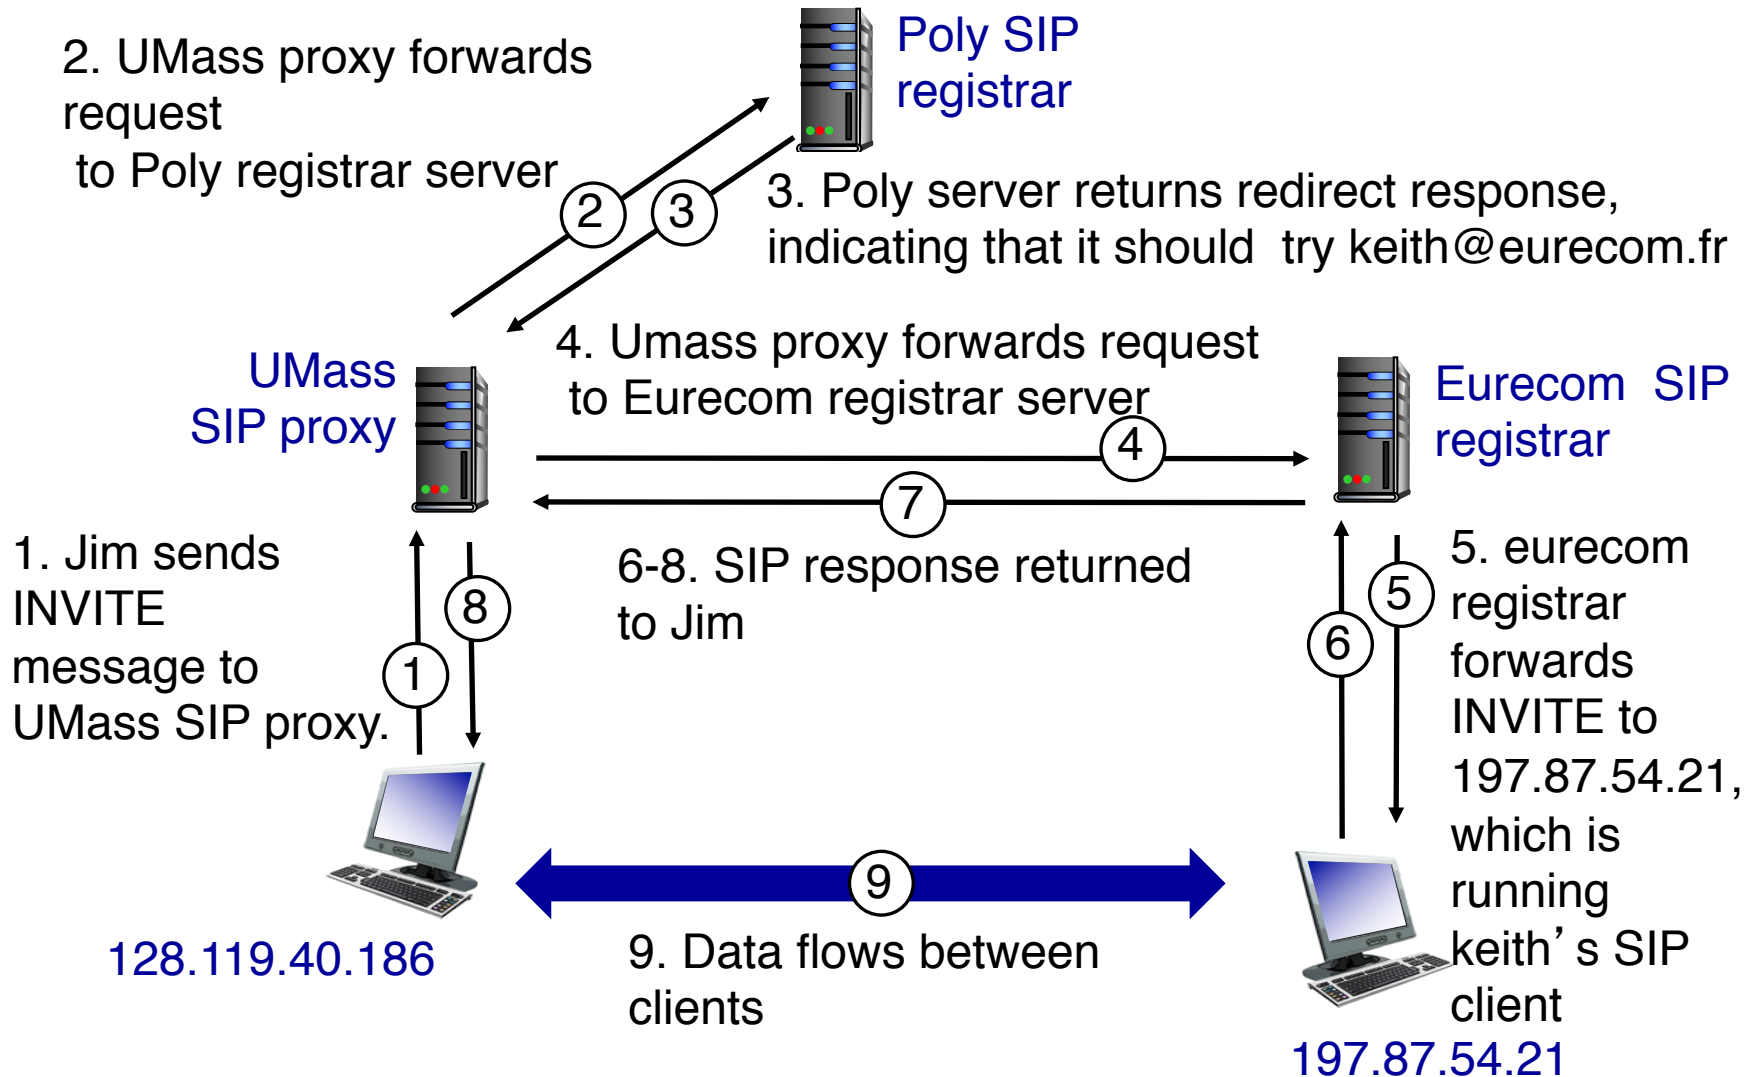 2. UMass proxy forwards
request
to Poly registrar server
Poly SIP
registrar
2
3
3. Poly server returns redirect response,
indicating that it should try keith@eurecom.fr
UMass
SIP proxy
4. Umass proxy forwards request
to Eurecom registrar server
4
7
Eurecom SIP
registrar
1. Jim sends
INVITE
message to
UMass SIP proxy.
1
8
6-8. SIP response returned
to Jim
6
5
5. eurecom
registrar
forwards
INVITE to
197.87.54.21,
which is
running
keith’s SIP
client
9
128.119.40.186
9. Data flows between
clients
197.87.54.21